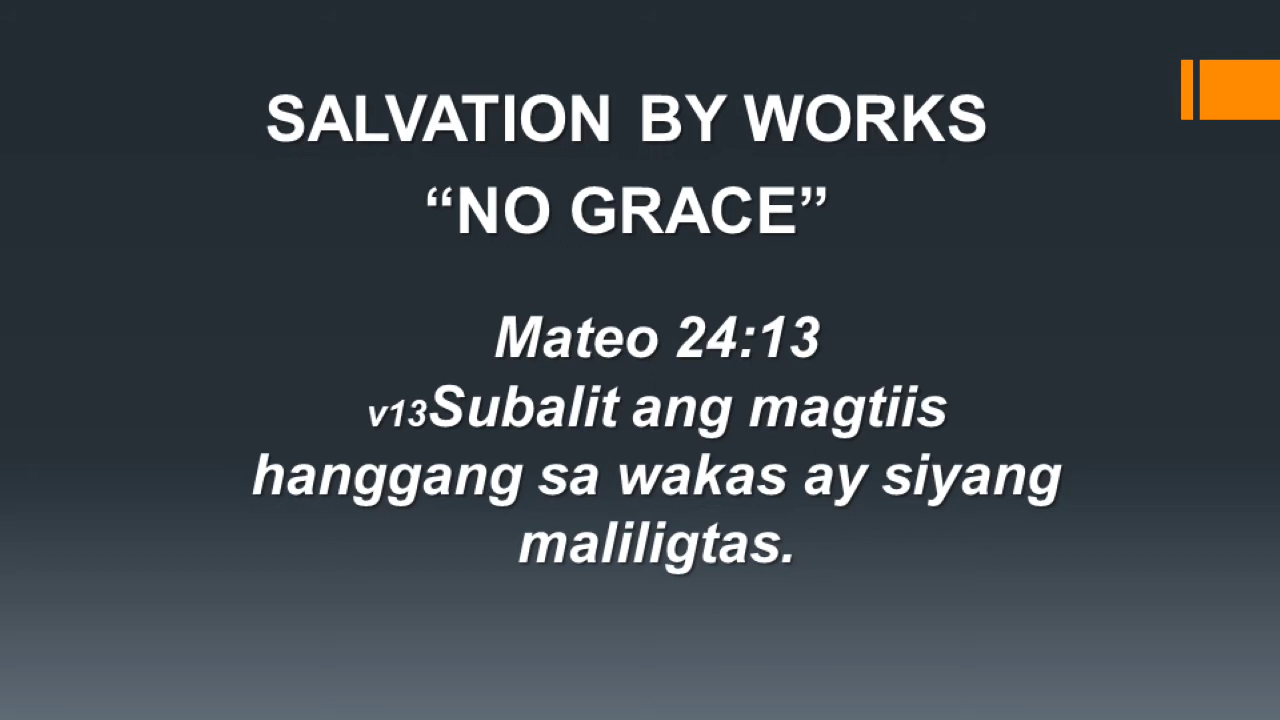 SALVATION BY WORKS
“NO GRACE”
Mateo 24:13
v13Subalit ang magtiis
hanggang sa wakas ay siyang
maliligtas.